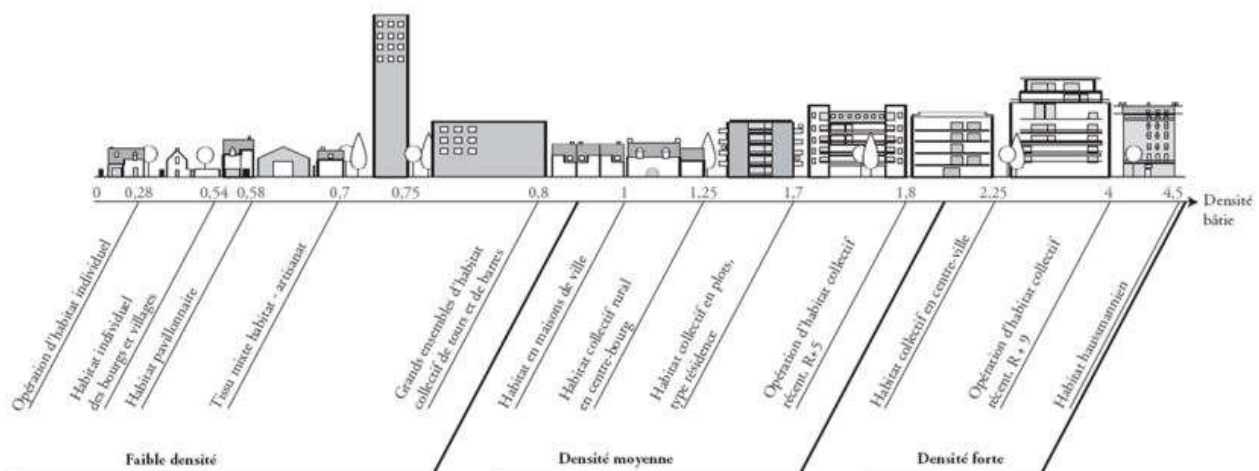 0
0,28
0,54
0,58
0,7
0,75
0,8
1
1,25
1,7
1,8
2,25
4
4,5
Densité
bâtie
Opération d'habitat individuel
Habitat individuel
des bourgs et villages
Habitat pavillonnaire
Tissu mixte habitat - artisanat
Grands ensembles d'habitat
collectif de tours et de barres
Habitat en maisons de ville
Habitat collectif rural
en centre-bourg
Habitat collectif en plots,
type résidence
Opération d'habitat collectif
récent, R+5
Habitat collectif en centre-ville
Opération d'habitat collectif
récent, R + 9
Habitat haussmannien
Faible densité
Densité moyenne
Densité forte